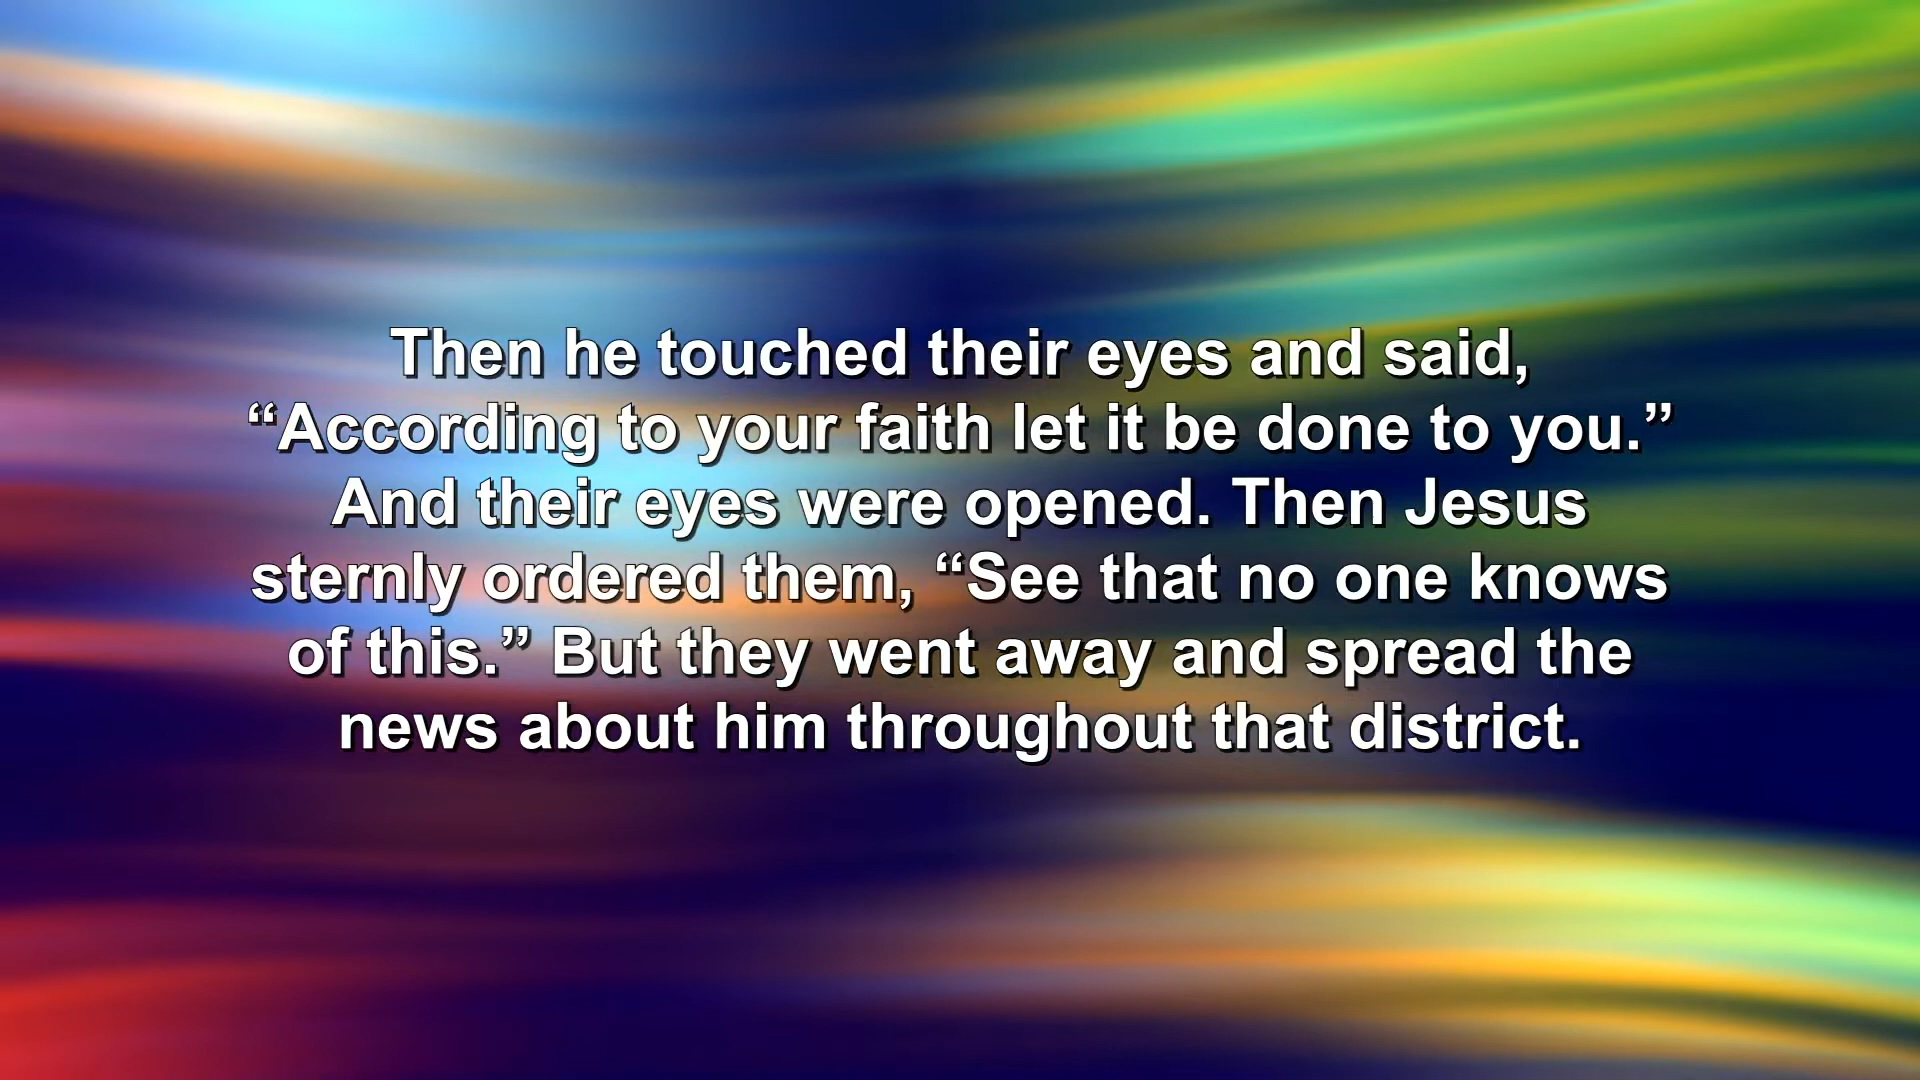 Then he touched their eyes and said,
“According to your faith let it be done to you.”
And their eyes were opened. Then Jesus
sternly ordered them, “See that no one knows
of this.” But they went away and spread the
news about him throughout that district.